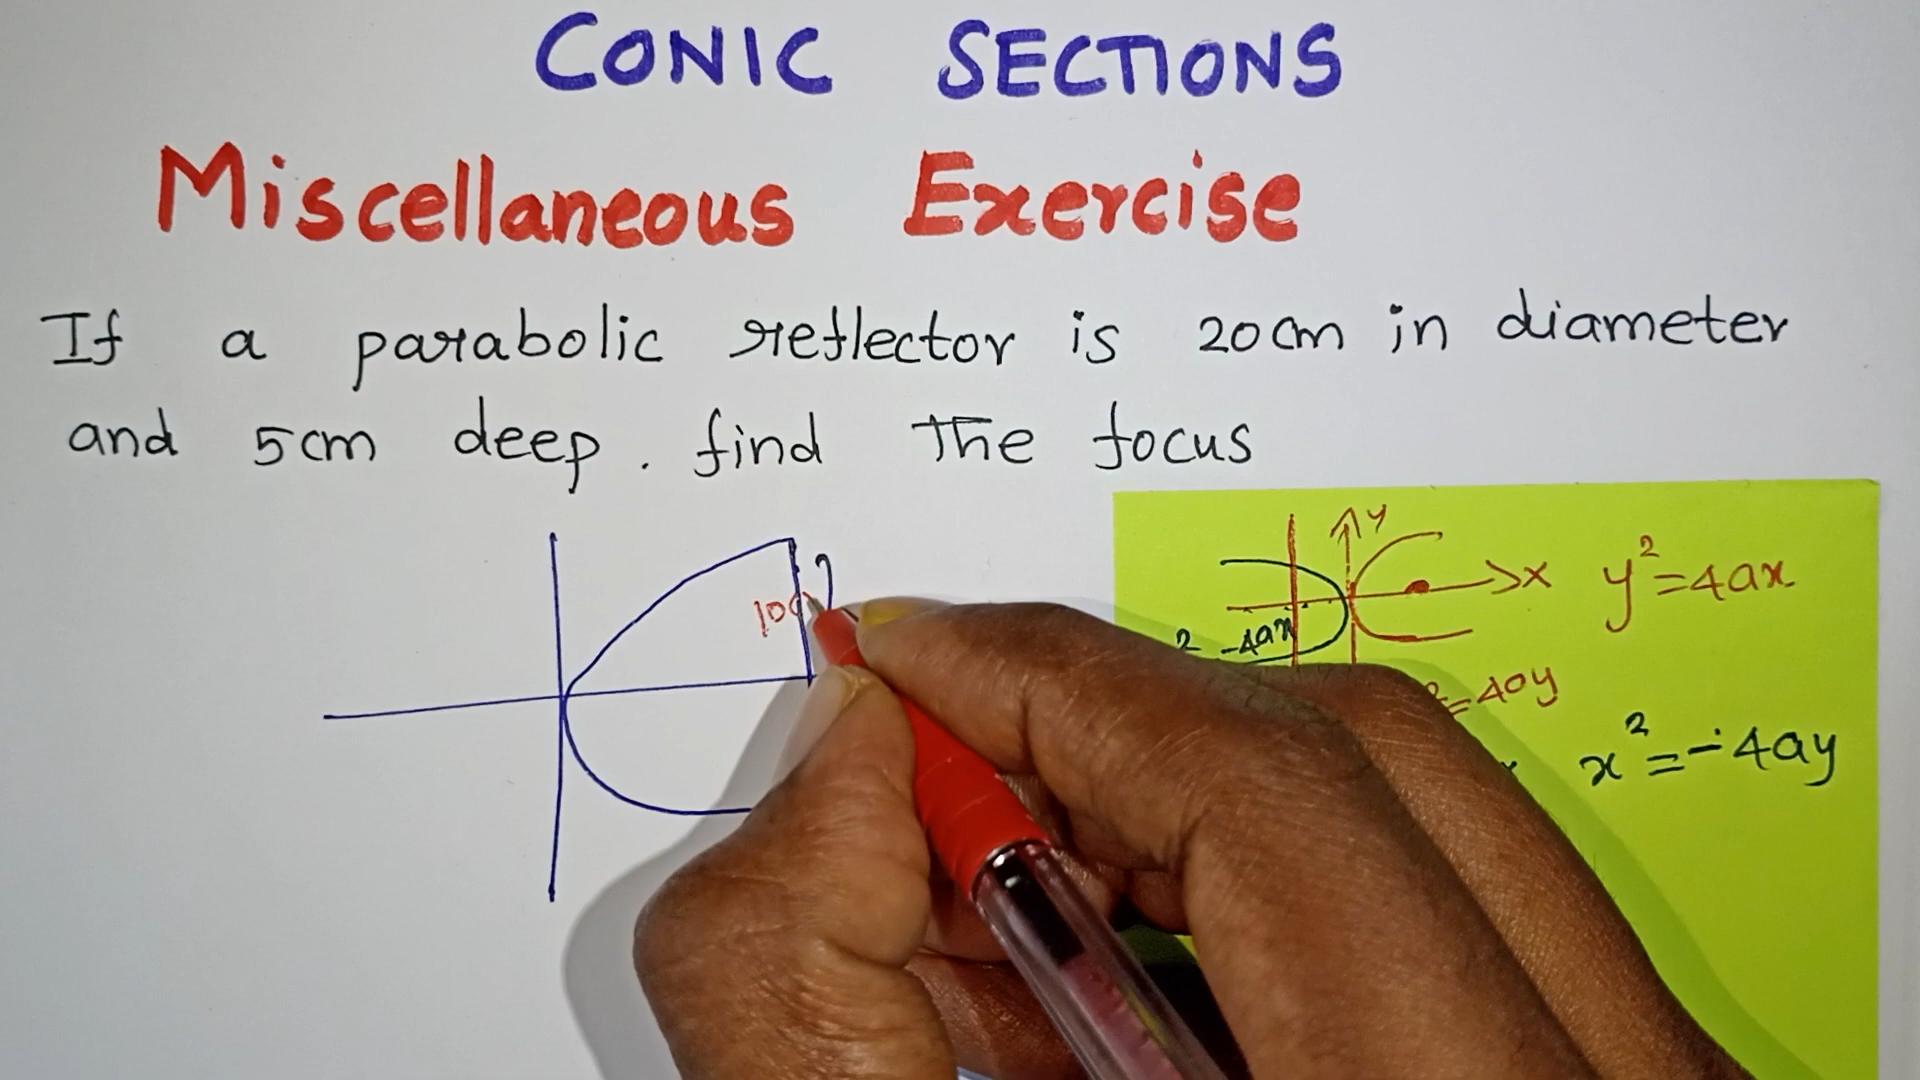 CONIC SECTIONS
Miscellaneous Exercise
If a parabolic reflector is 20cm in diameter
and 5cm deep. find the focus
10
y
x
y²=4ax
-4ax
x²=-4ay